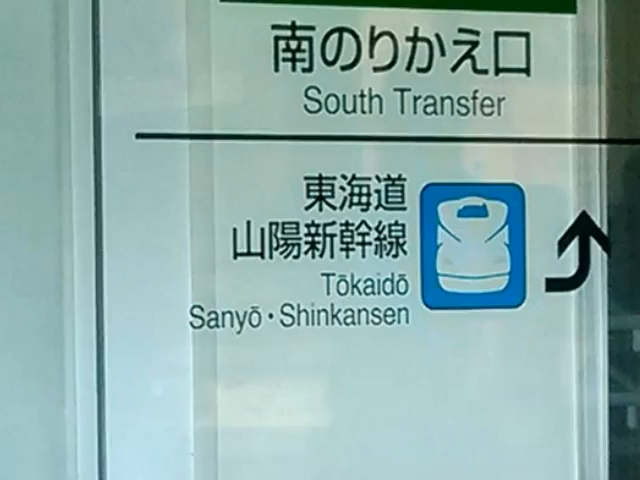 南のりかえ口
South Transfer
東海道
山陽新幹線
Tōkaidō
Sanyō・Shinkansen